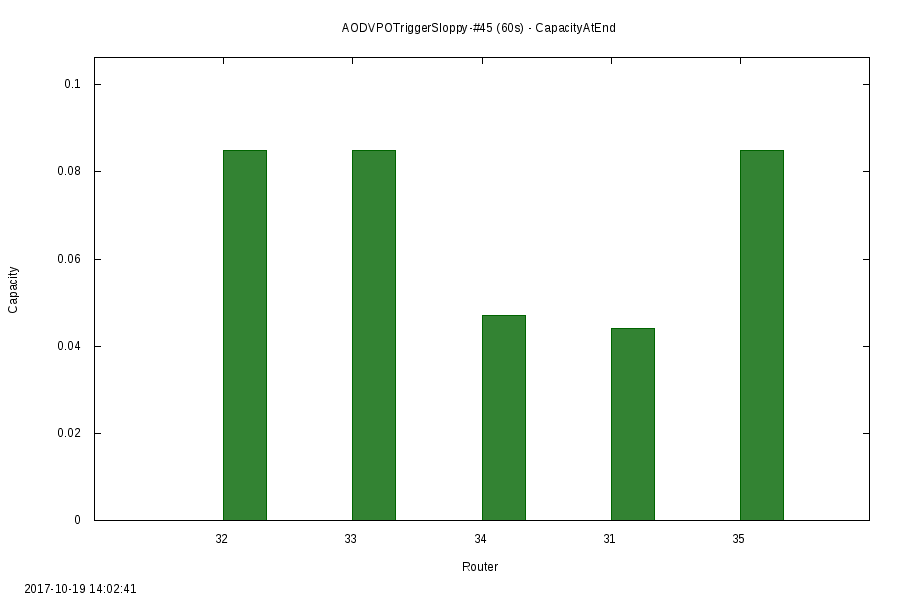 AODVPOTriggerSloppy-#45 (60s) - CapacityAtEnd
0.1
0.08
0.06
0.04
0.02
0
Capacity
32 33 34 31 35
Router
2017-10-19 14:02:41